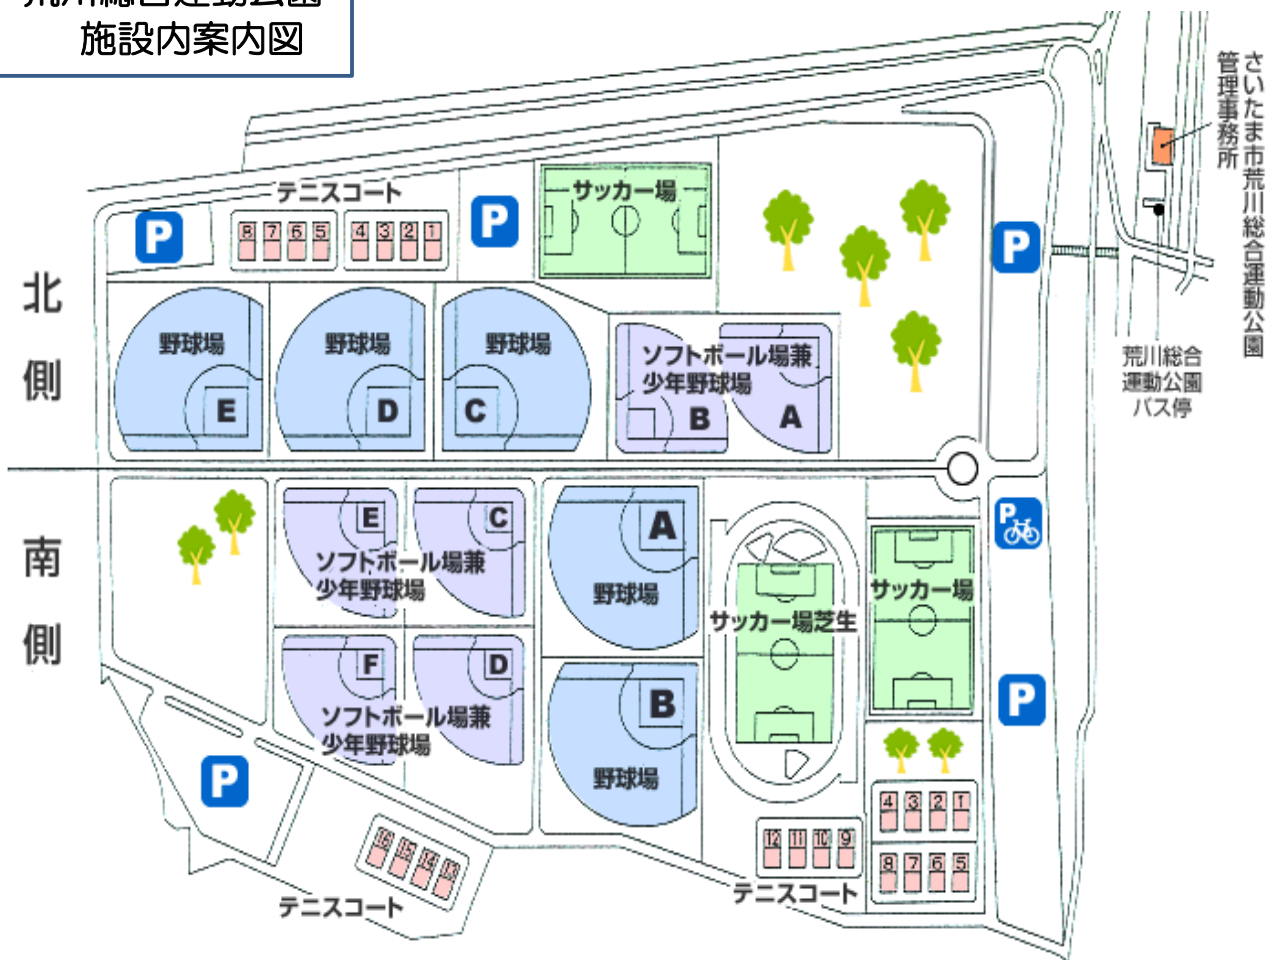 荒川総合運動公園
施設内案内図
さいたま市荒川総合運動公園
管理事務所
荒川総合
運動公園
バス停
北側
テニスコート
P
8 7 6 5 4 3 2 1
P
サッカー場
P
野球場
E
野球場
D
野球場
C
ソフトボール場兼
少年野球場
B
A
南側
E
C
ソフトボール場兼
少年野球場
F
D
ソフトボール場兼
少年野球場
A
野球場
B
野球場
サッカー場芝生
サッカー場
P
P
P
16 15 14 13
テニスコート
12 11 10 9
テニスコート
4 3 2 1
8 7 6 5